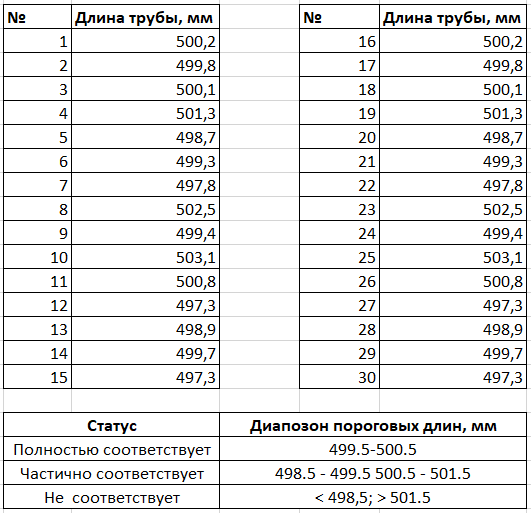 № Длина трубы, мм № Длина трубы, мм
1 500,2 16 500,2
2 499,8 17 499,8
3 500,1 18 500,1
4 501,3 19 501,3
5 498,7 20 498,7
6 499,3 21 499,3
7 497,8 22 497,8
8 502,5 23 502,5
9 499,4 24 499,4
10 503,1 25 503,1
11 500,8 26 500,8
12 497,3 27 497,3
13 498,9 28 498,9
14 499,7 29 499,7
15 497,3 30 497,3
Статус Диапозон пороговых длин, мм
Полностью соответствует 499.5-500.5
Частично соответствует 498.5 - 499.5 500.5 - 501.5
Не  соответствует < 498,5; > 501.5